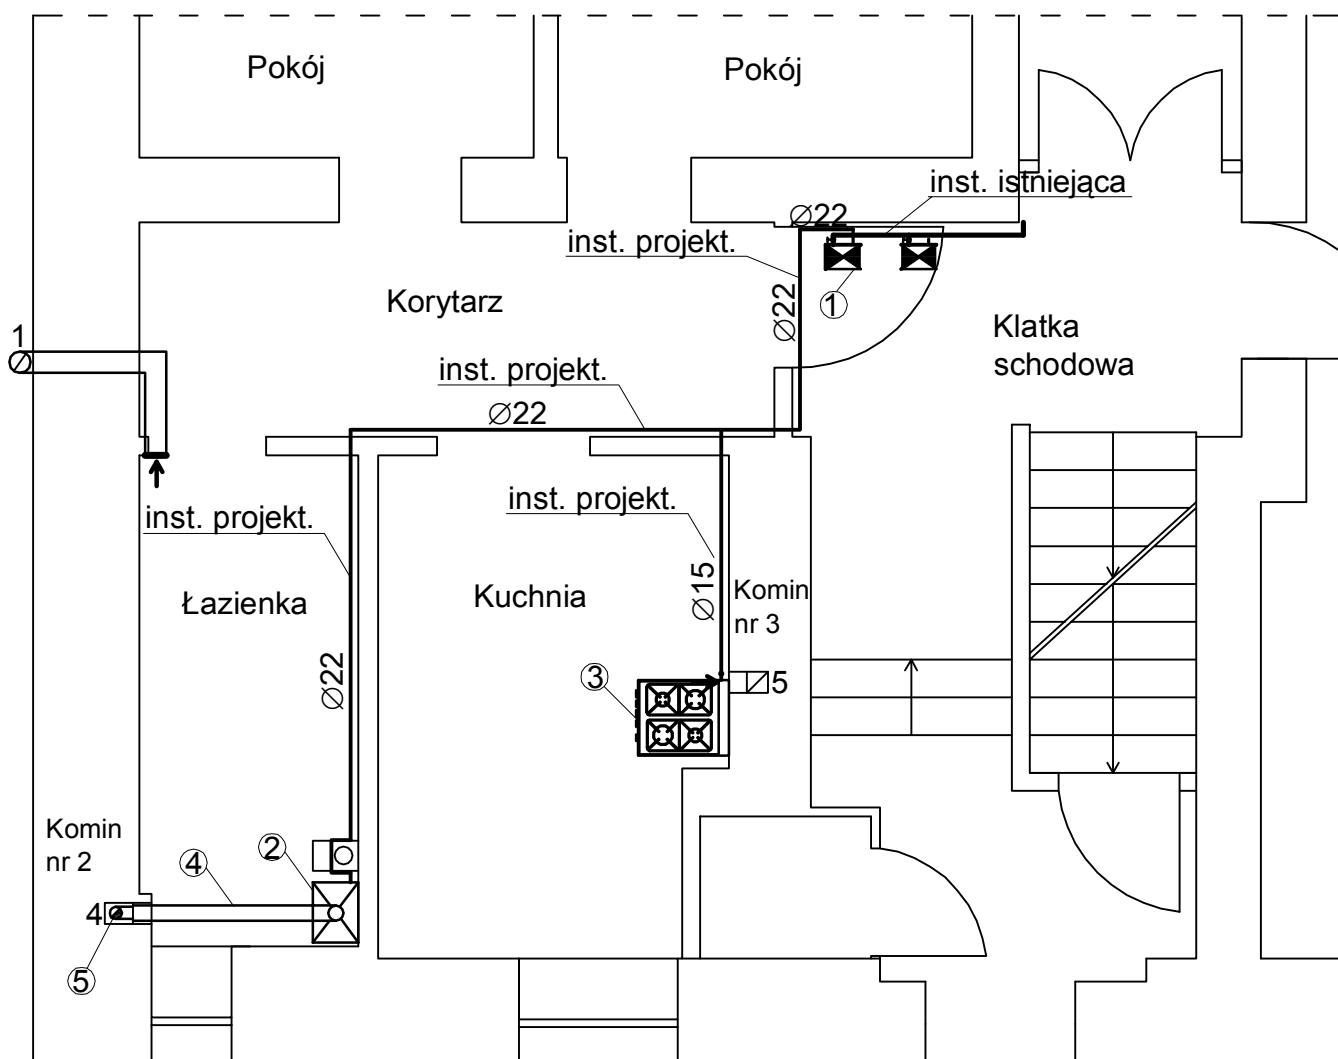 Pokój
Pokój
inst. istniejąca
∅22
inst. projekt.
1
∅22
Korytarz
Klatka
schodowa
1
inst. projekt.
∅22
inst. projekt.
inst. projekt.
∅15
Komin
nr 3
Łazienka
Kuchnia
∅22
3
5
Komin
nr 2
2
4
4
5